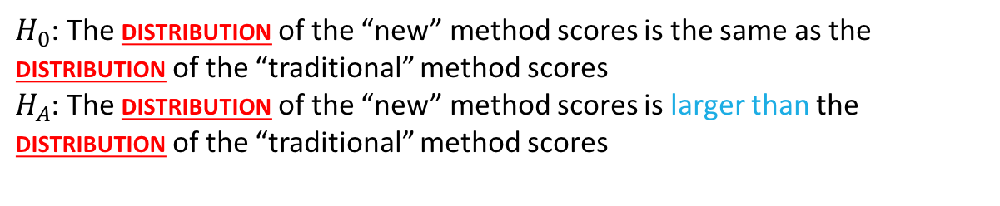 H₀: The DISTRIBUTION of the “new” method scores is the same as the
DISTRIBUTION of the “traditional” method scores
H_A: The DISTRIBUTION of the “new” method scores is larger than the
DISTRIBUTION of the “traditional” method scores